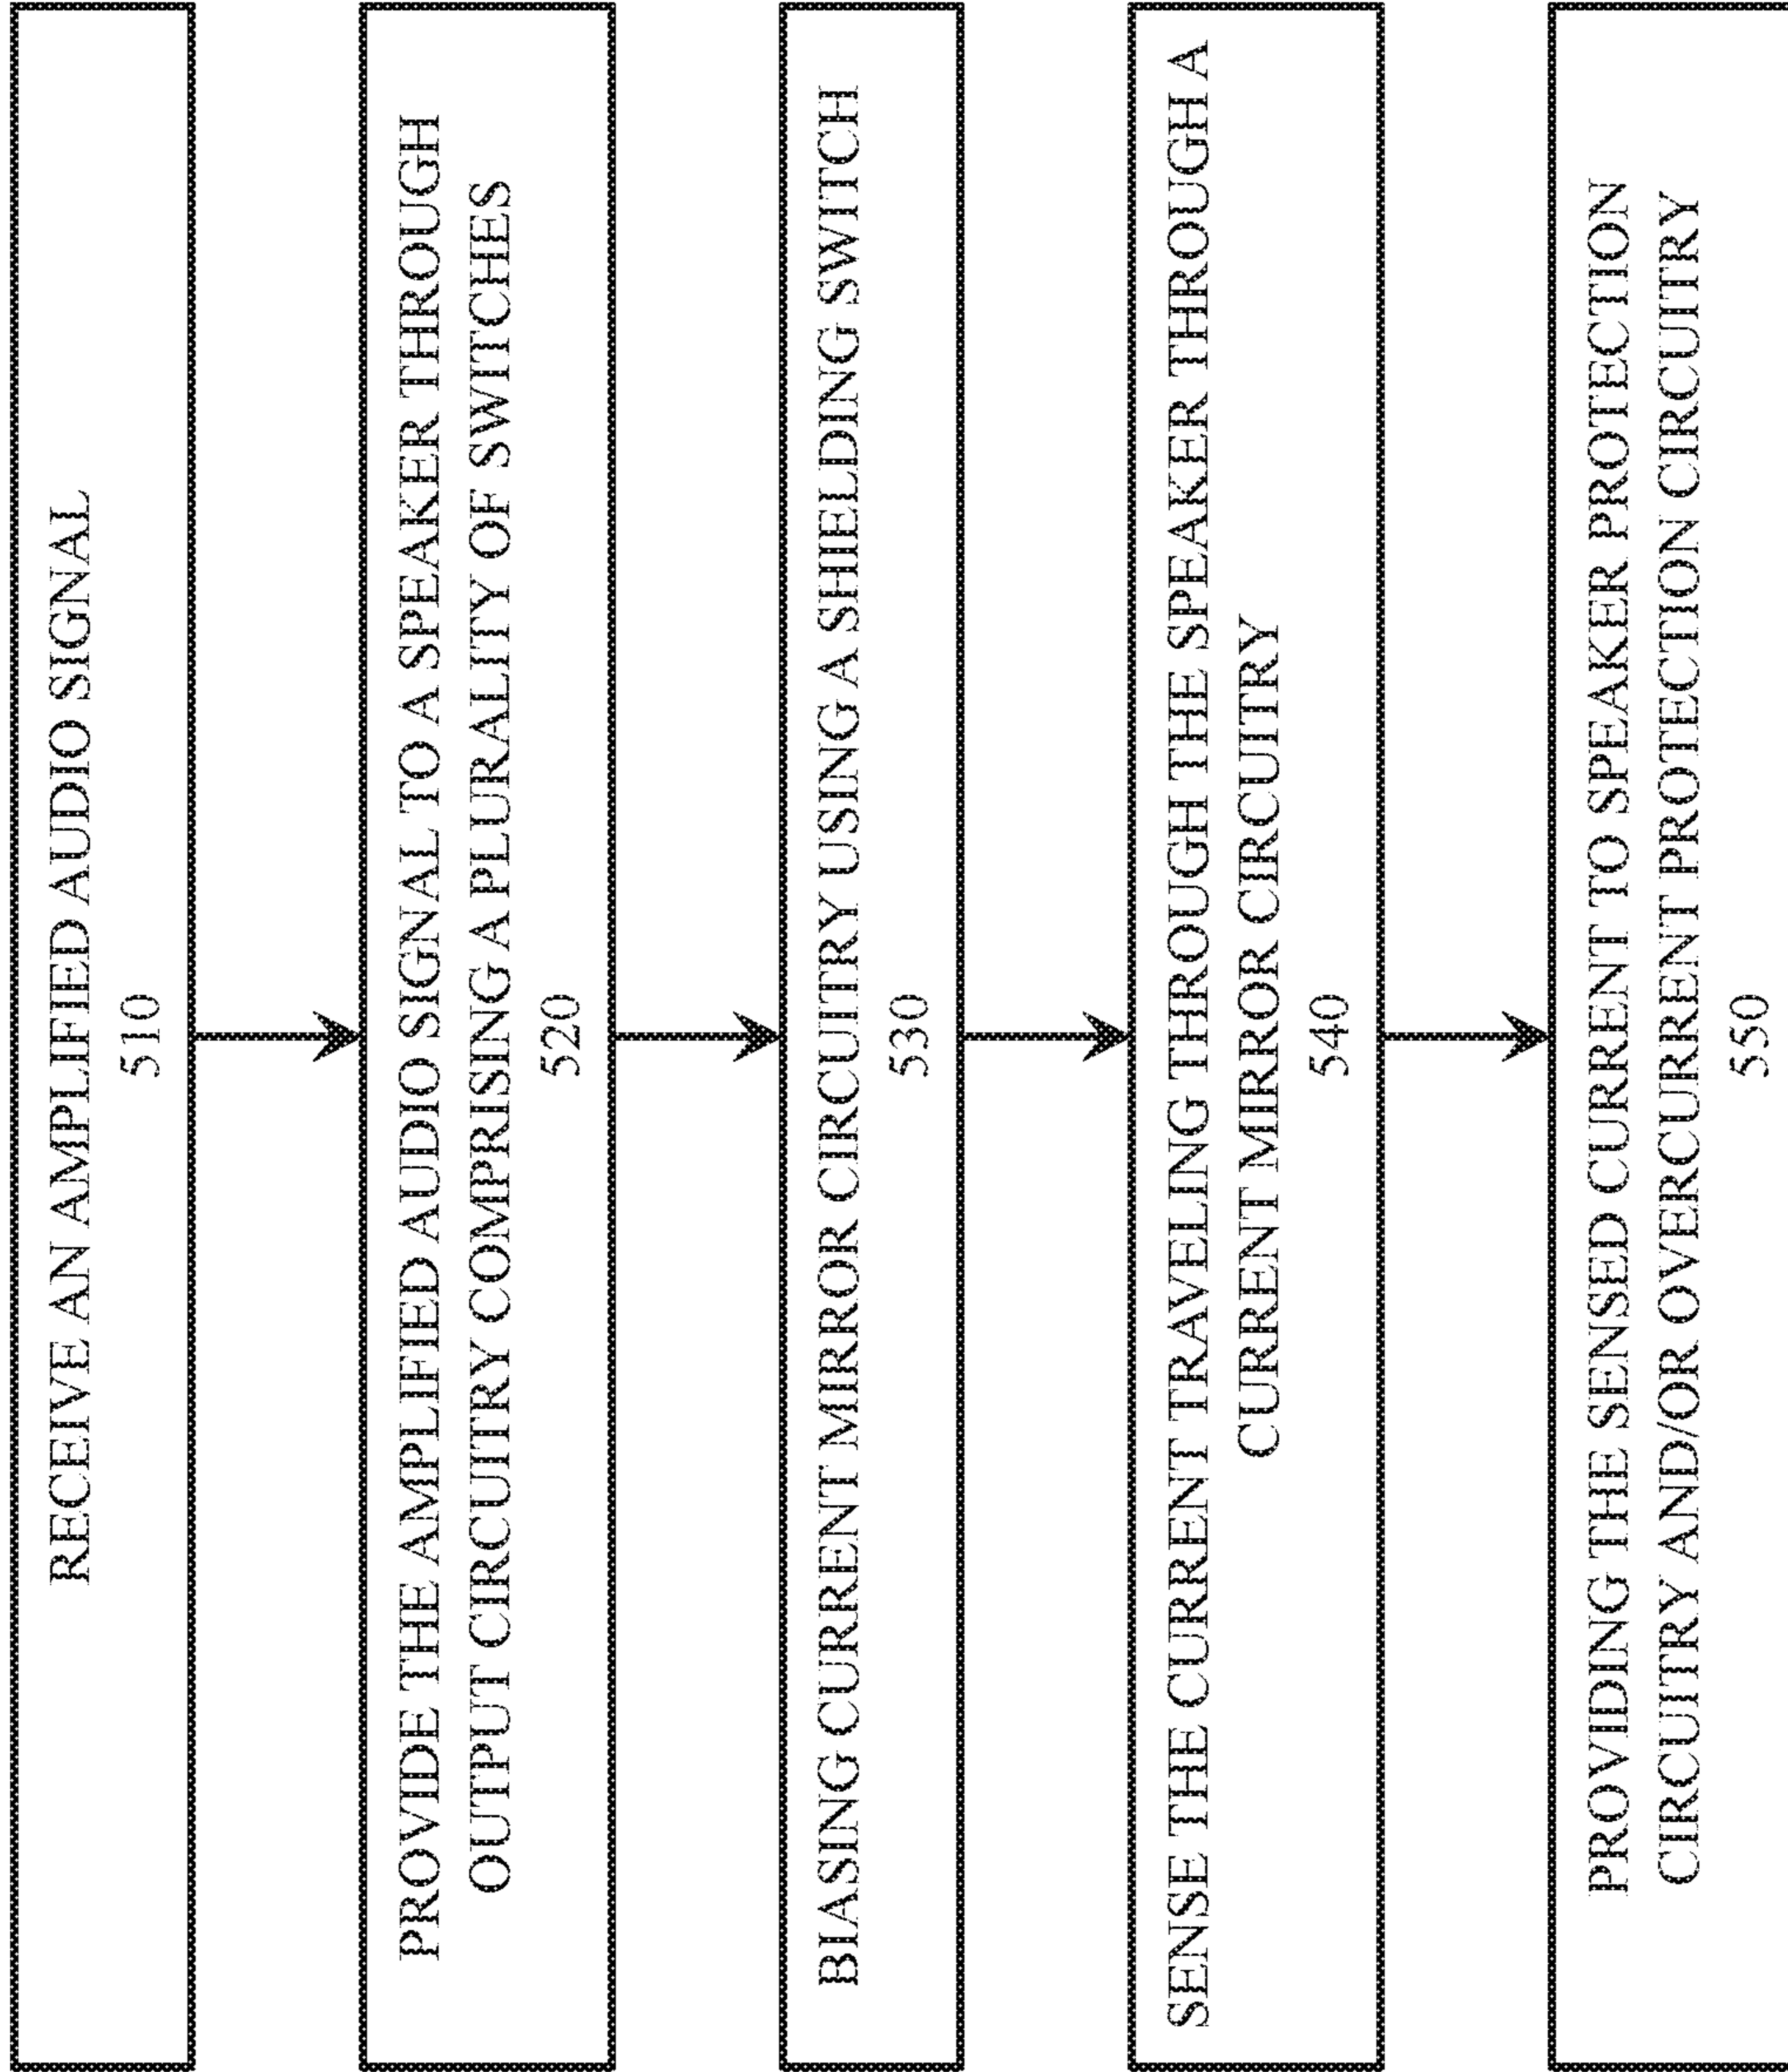 RECEIVE AN AMPLIFIED AUDIO SIGNAL
510
PROVIDE THE AMPLIFIED AUDIO SIGNAL TO A SPEAKER THROUGH
OUTPUT CIRCUITRY COMPRISING A PLURALITY OF SWITCHES
520
BIASING CURRENT MIRROR CIRCUITRY USING A SHIELDING SWITCH
530
SENSE THE CURRENT TRAVELING THROUGH THE SPEAKER THROUGH A
CURRENT MIRROR CIRCUITRY
540
PROVIDING THE SENSED CURRENT TO SPEAKER PROTECTION
CIRCUITRY AND/OR OVERCURRENT PROTECTION CIRCUITRY
550